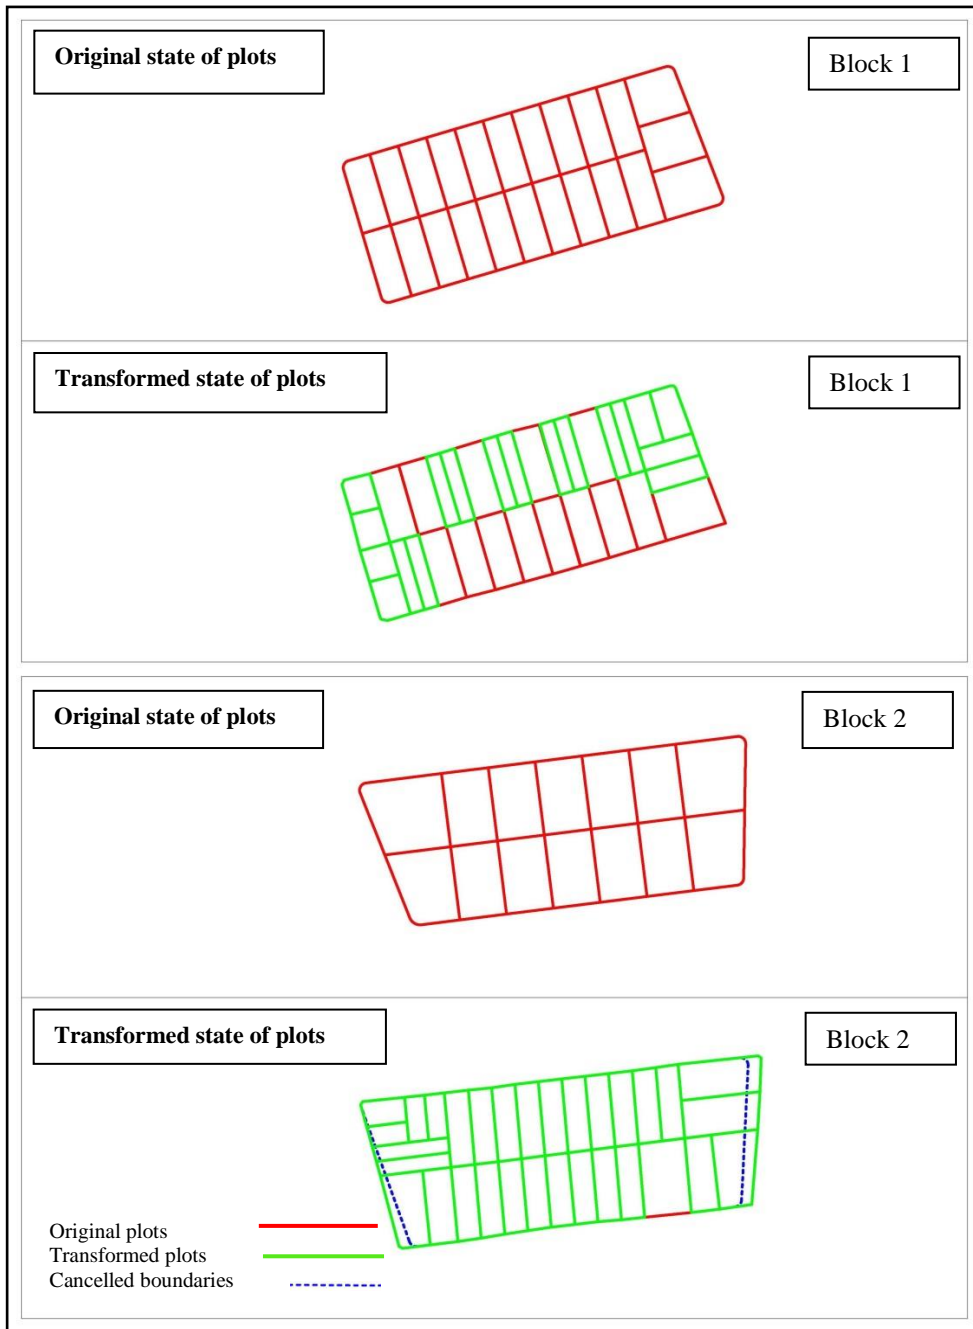 Original state of plots
Block 1
Transformed state of plots
Block 1
Original state of plots
Block 2
Transformed state of plots
Block 2
Original plots
Transformed plots
Cancelled boundaries